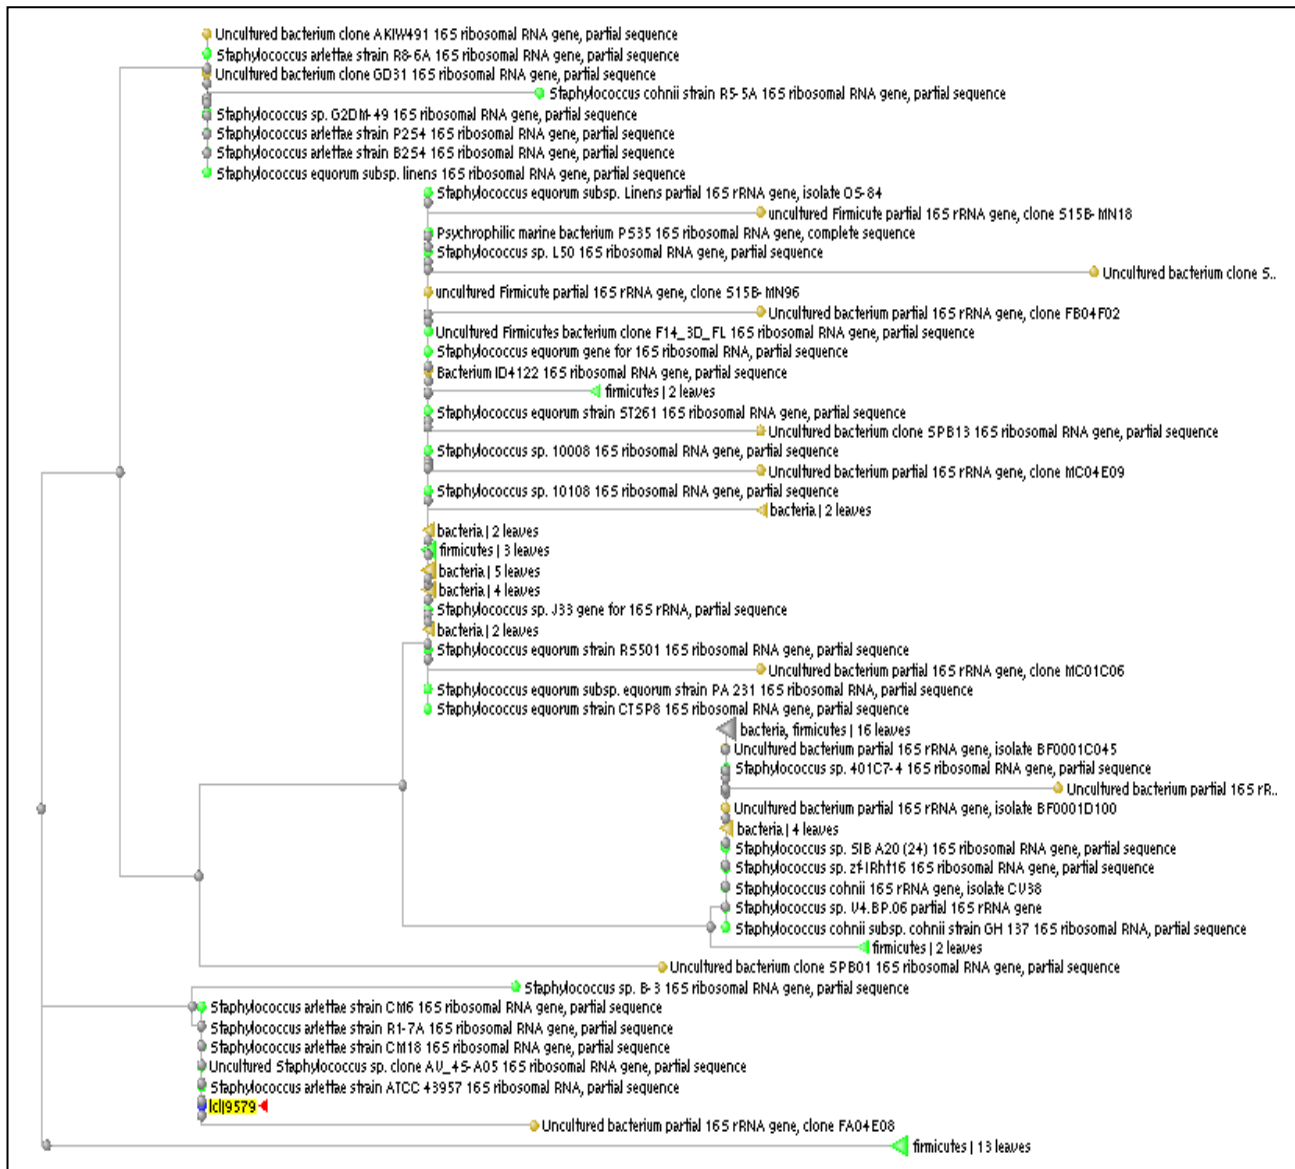 Uncultured bacterium clone AKIW491 16S ribosomal RNA gene, partial sequence
Staphylococcus arlettae strain R8-6A 16S ribosomal RNA gene, partial sequence
Uncultured bacterium clone GD31 16S ribosomal RNA gene, partial sequence
Staphylococcus cohnii strain R5-5A 16S ribosomal RNA gene, partial sequence
Staphylococcus sp. G2DM-49 16S ribosomal RNA gene, partial sequence
Staphylococcus arlettae strain P254 16S ribosomal RNA gene, partial sequence
Staphylococcus arlettae strain B254 16S ribosomal RNA gene, partial sequence
Staphylococcus equorum subsp. linens 16S ribosomal RNA gene, partial sequence
Staphylococcus equorum subsp. Linens partial 16S rRNA gene, isolate OS-84
uncultured Firmicute partial 16S rRNA gene, clone S15B-MN18
Psychrophilic marine bacterium PS35 16S ribosomal RNA gene, complete sequence
Staphylococcus sp. L50 16S ribosomal RNA gene, partial sequence
Uncultured bacterium clone S..
uncultured Firmicute partial 16S rRNA gene, clone S15B-MN96
Uncultured bacterium partial 16S rRNA gene, clone FB04F02
Uncultured Firmicutes bacterium clone F14_3D_FL 16S ribosomal RNA gene, partial sequence
Staphylococcus equorum gene for 16S ribosomal RNA, partial sequence
Bacterium ID4122 16S ribosomal RNA gene, partial sequence
firmicutes | 2 leaves
Staphylococcus equorum strain ST261 16S ribosomal RNA gene, partial sequence
Uncultured bacterium clone SPB13 16S ribosomal RNA gene, partial sequence
Staphylococcus sp. 10008 16S ribosomal RNA gene, partial sequence
Uncultured bacterium partial 16S rRNA gene, clone MC04E09
Staphylococcus sp. 10108 16S ribosomal RNA gene, partial sequence
bacteria | 2 leaves
bacteria | 2 leaves
firmicutes | 3 leaves
bacteria | 5 leaves
bacteria | 4 leaves
Staphylococcus sp. J33 gene for 16S rRNA, partial sequence
bacteria | 2 leaves
Staphylococcus equorum strain RS501 16S ribosomal RNA gene, partial sequence
Uncultured bacterium partial 16S rRNA gene, clone MC01C06
Staphylococcus equorum subsp. equorum strain PA 231 16S ribosomal RNA, partial sequence
Staphylococcus equorum strain CTSP8 16S ribosomal RNA gene, partial sequence
bacteria, firmicutes | 16 leaves
Uncultured bacterium partial 16S rRNA gene, isolate BF0001C045
Staphylococcus sp. 401C7-4 16S ribosomal RNA gene, partial sequence
Uncultured bacterium partial 16S rR..
Uncultured bacterium partial 16S rRNA gene, isolate BF0001D100
bacteria | 4 leaves
Staphylococcus sp. SIB A20 (24) 16S ribosomal RNA gene, partial sequence
Staphylococcus sp. zf-IRht16 16S ribosomal RNA gene, partial sequence
Staphylococcus cohnii 16S rRNA gene, isolate CV38
Staphylococcus sp. V4.BP.06 partial 16S rRNA gene
Staphylococcus cohnii subsp. cohnii strain GH 137 16S ribosomal RNA, partial sequence
firmicutes | 2 leaves
Uncultured bacterium clone SPB01 16S ribosomal RNA gene, partial sequence
Staphylococcus sp. B-3 16S ribosomal RNA gene, partial sequence
Staphylococcus arlettae strain CM6 16S ribosomal RNA gene, partial sequence
Staphylococcus arlettae strain R1-7A 16S ribosomal RNA gene, partial sequence
Staphylococcus arlettae strain CM18 16S ribosomal RNA gene, partial sequence
Uncultured Staphylococcus sp. clone AV_4S-A05 16S ribosomal RNA gene, partial sequence
Staphylococcus arlettae strain ATCC 43957 16S ribosomal RNA, partial sequence
lcl|9579
Uncultured bacterium partial 16S rRNA gene, clone FA04E08
firmicutes | 13 leaves